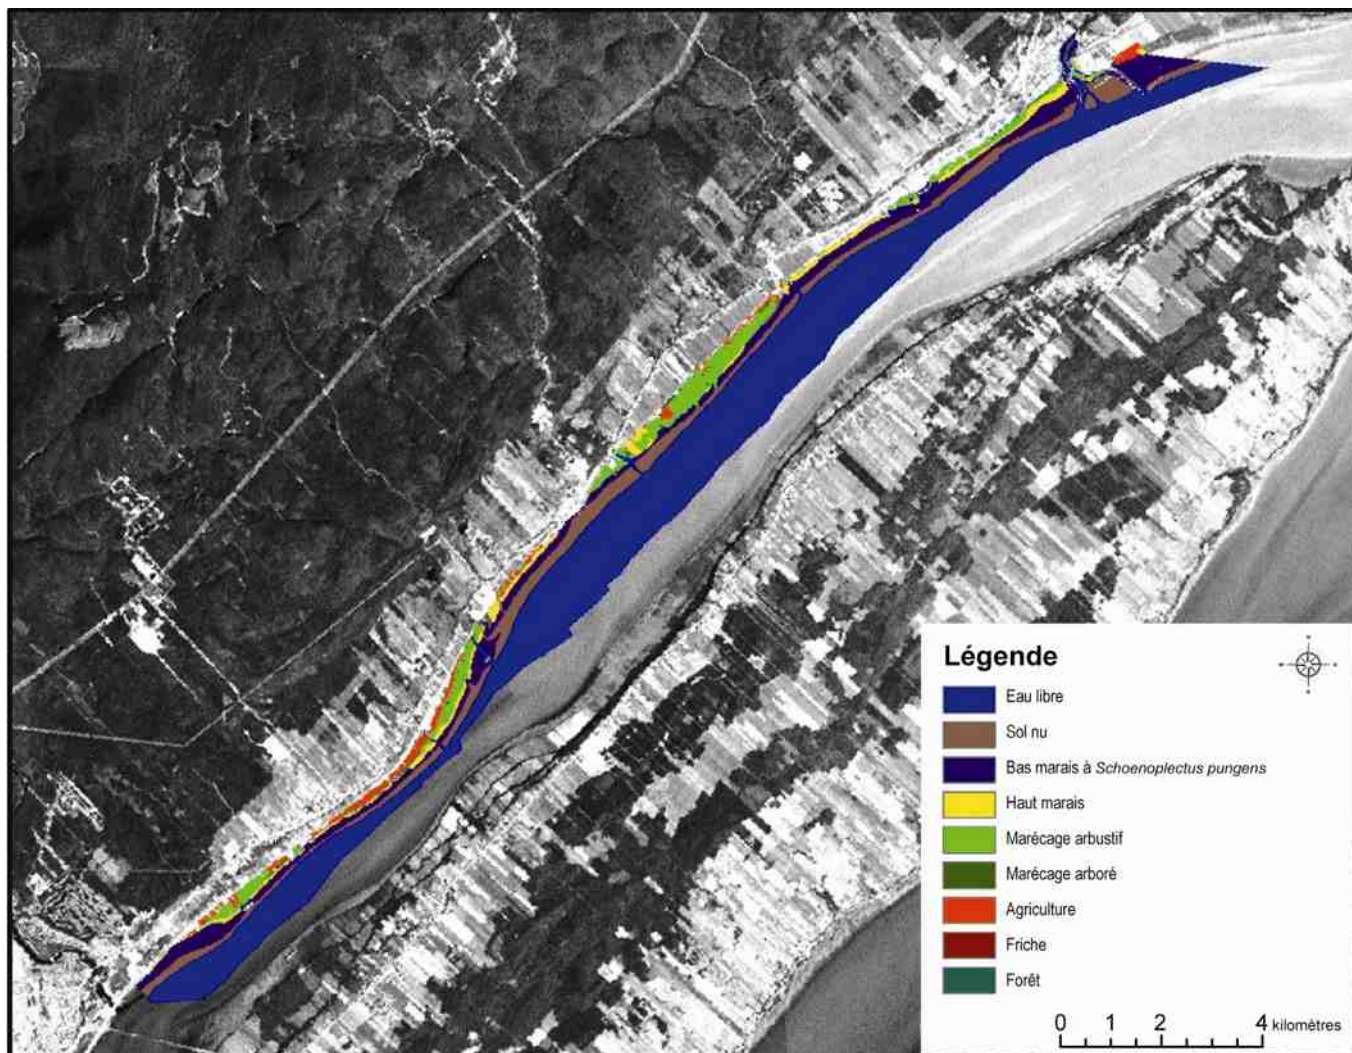 Légende
Eau libre
Sol nu
Bas marais à Schoenoplectus pungens
Haut marais
Marécage arbustif
Marécage arboré
Agriculture
Friche
Forêt
0 1 2 4 kilomètres